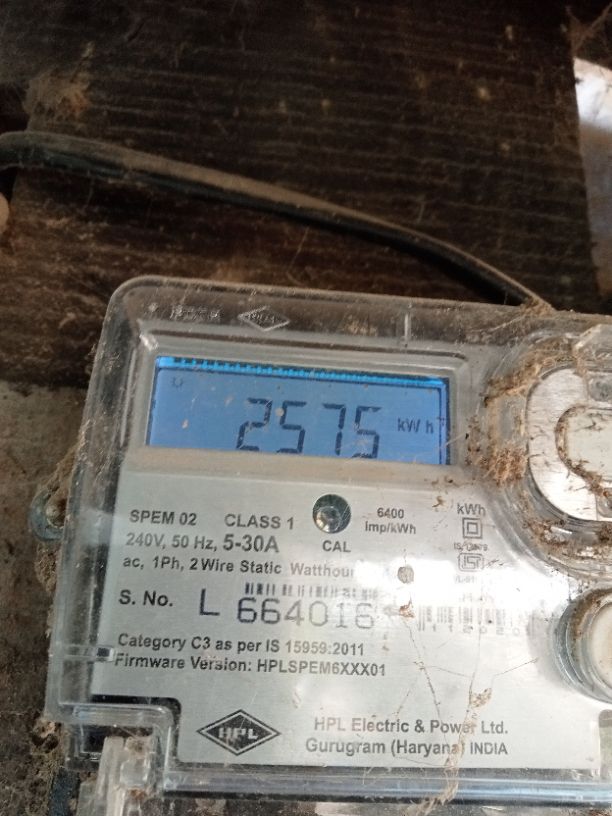 2575 kWh
SPEM 02 CLASS 1 6400 imp/kWh kWh
240V, 50 Hz, 5-30A CAL
ac, 1Ph, 2 Wire Static
S. No. L 664016
Category C3 as per IS 15959:2011
Firmware Version: HPLSPEM6XXX01
HPL
HPL Electric & Power Ltd.
Gurugram (Haryana) INDIA